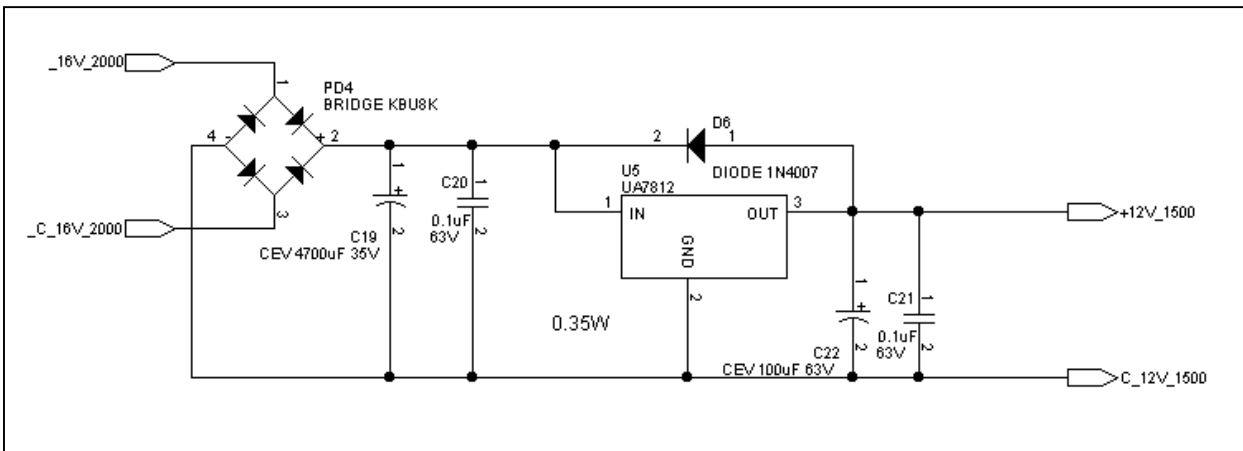 _16V_2000
1
PD4
BRIDGE KBU8K
4
-
+
2
3
_C_16V_2000
1
C19
2
CEV 4700uF 35V
C20
1
0.1uF
63V
2
2
D6
1
DIODE 1N4007
U5
UA7812
1
IN
OUT
3
GND
2
0.35W
+12V_1500
1
+
C22
2
CEV 100uF 63V
C21
1
0.1uF
63V
2
C_12V_1500